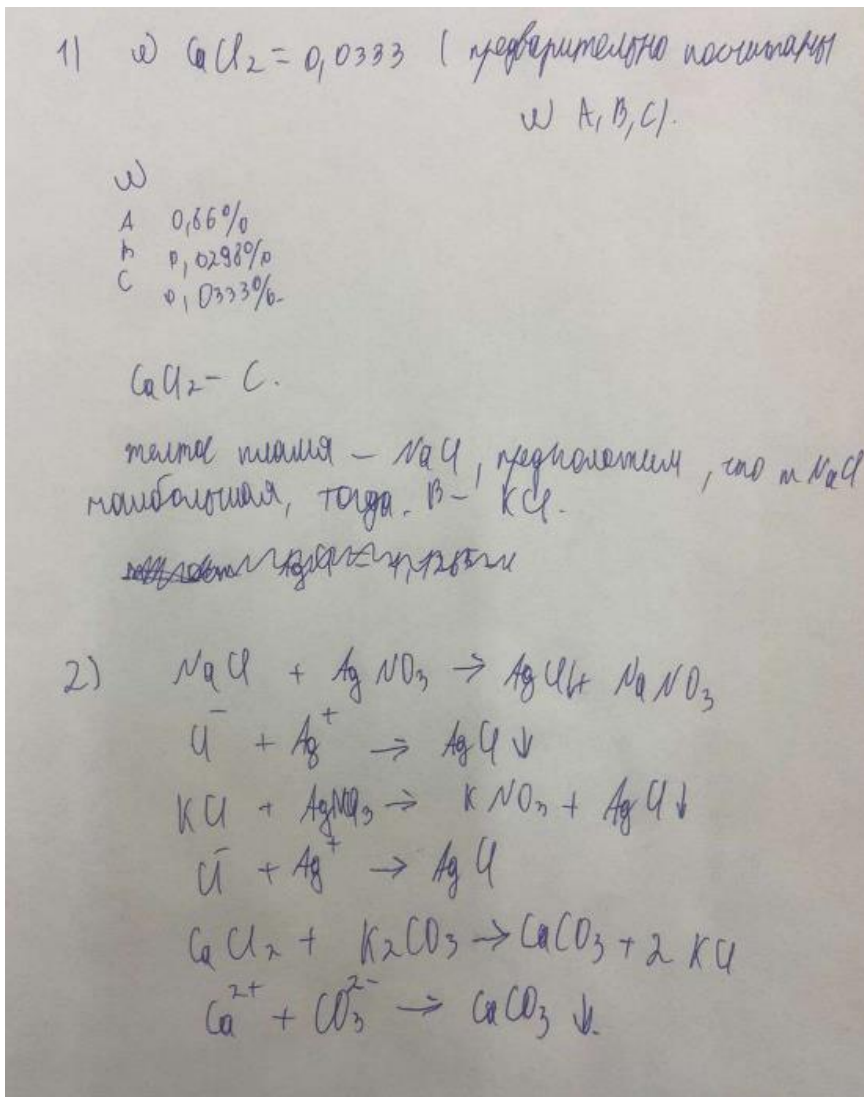 1) ω CaCl2 = 0,0333 ( предварительно посчитаны
ω A, B, C).
ω
A 0,86%
B 0,0298%
C 0,0333%
CaCl2 – C.
желтое пламя – NaCl, предположим, что m NaCl
наибольшая, тогда. B – KCl.
2) NaCl + AgNO3 → AgCl↓ + NaNO3
Cl⁻ + Ag⁺ → AgCl ↓
KCl + AgNO3 → KNO3 + AgCl ↓
Cl⁻ + Ag⁺ → AgCl
CaCl2 + K2CO3 → CaCO3 + 2 KCl
Ca²⁺ + CO3²⁻ → CaCO3 ↓.